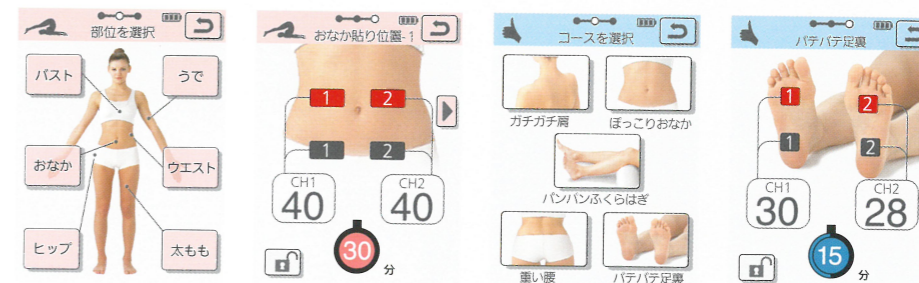 部位を選択
バスト
うで
おなか
ウエスト
ヒップ
太もも
おなか貼り位置-1
1 2
1 2
CH1 CH2
40 40
30
分
コースを選択
ガチガチ肩 ぽっこりおなか
パンパンふくらはぎ
重い腰 パテパテ足裏
パテパテ足裏
1 2
1 2
CH1 CH2
30 28
15
分